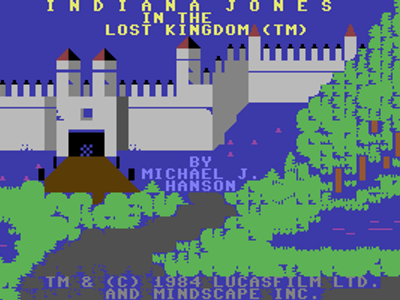 INDIANA JONES
IN THE
LOST KINGDOM (TM)
BY
MICHAEL J.
HANSON
TM & (C) 1984 LUCASFILM LTD.
AND MINDSCAPE INC.